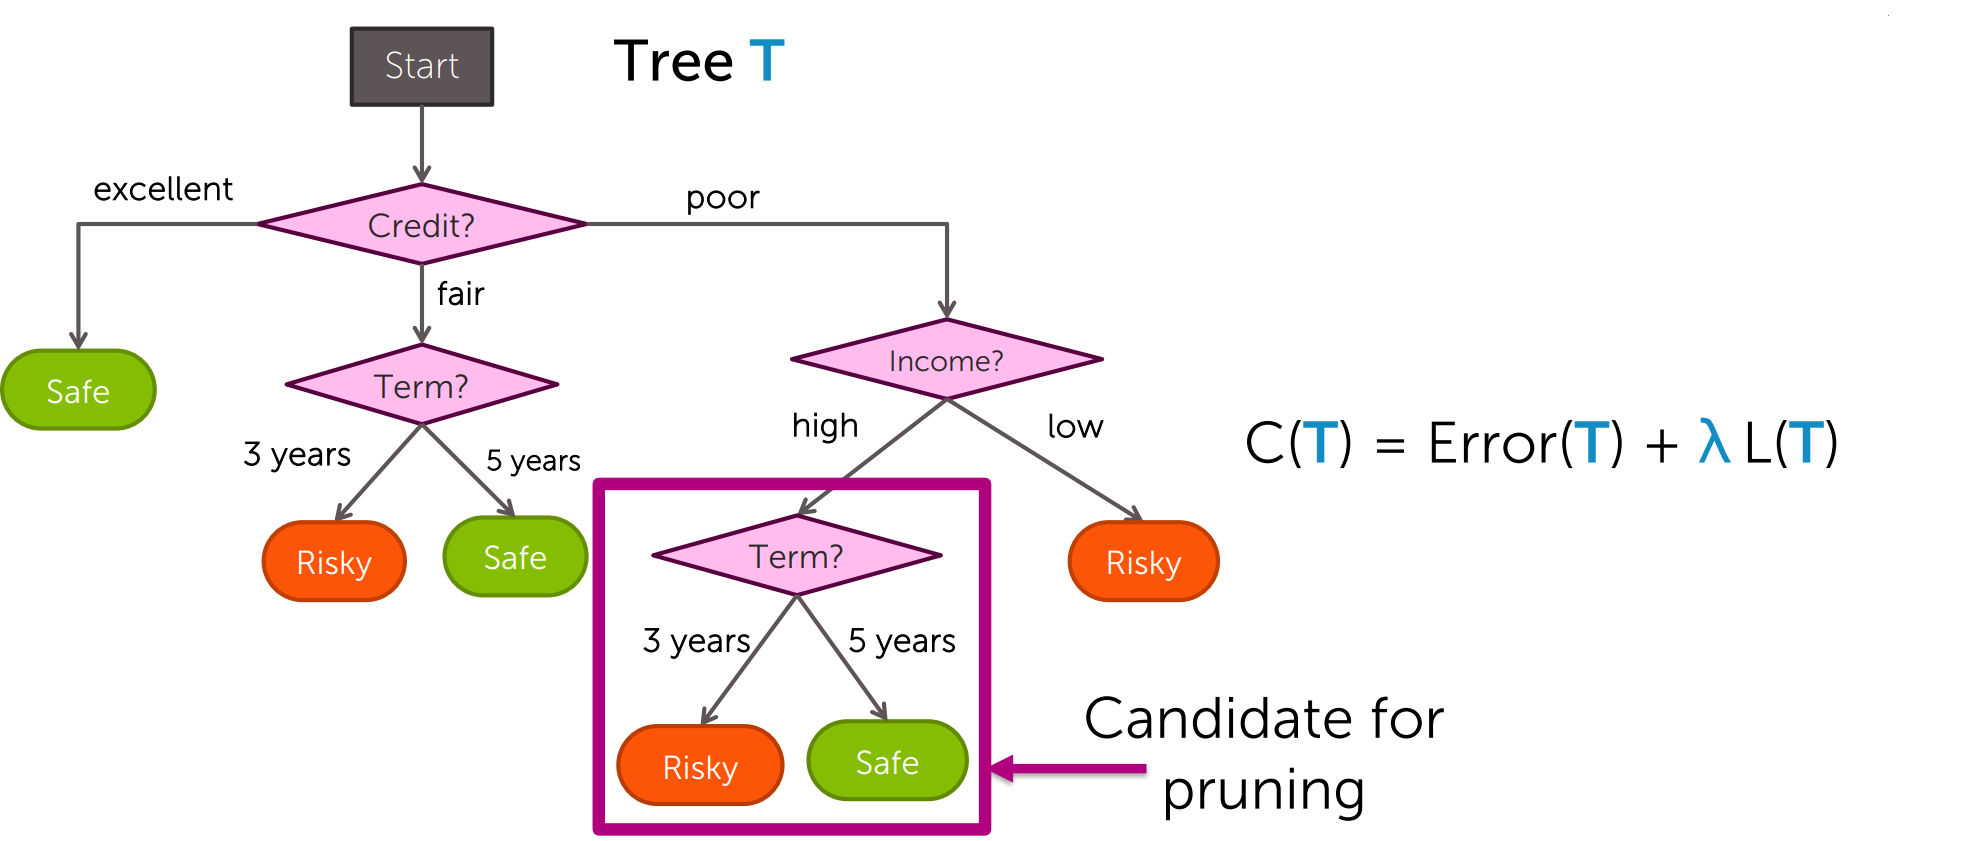 Start
Tree T
excellent
poor
Credit?
fair
Income?
Safe
Term?
high
low
3 years
5 years
C(T) = Error(T) + λ L(T)
Risky
Safe
Term?
Risky
3 years
5 years
Risky
Safe
Candidate for
pruning